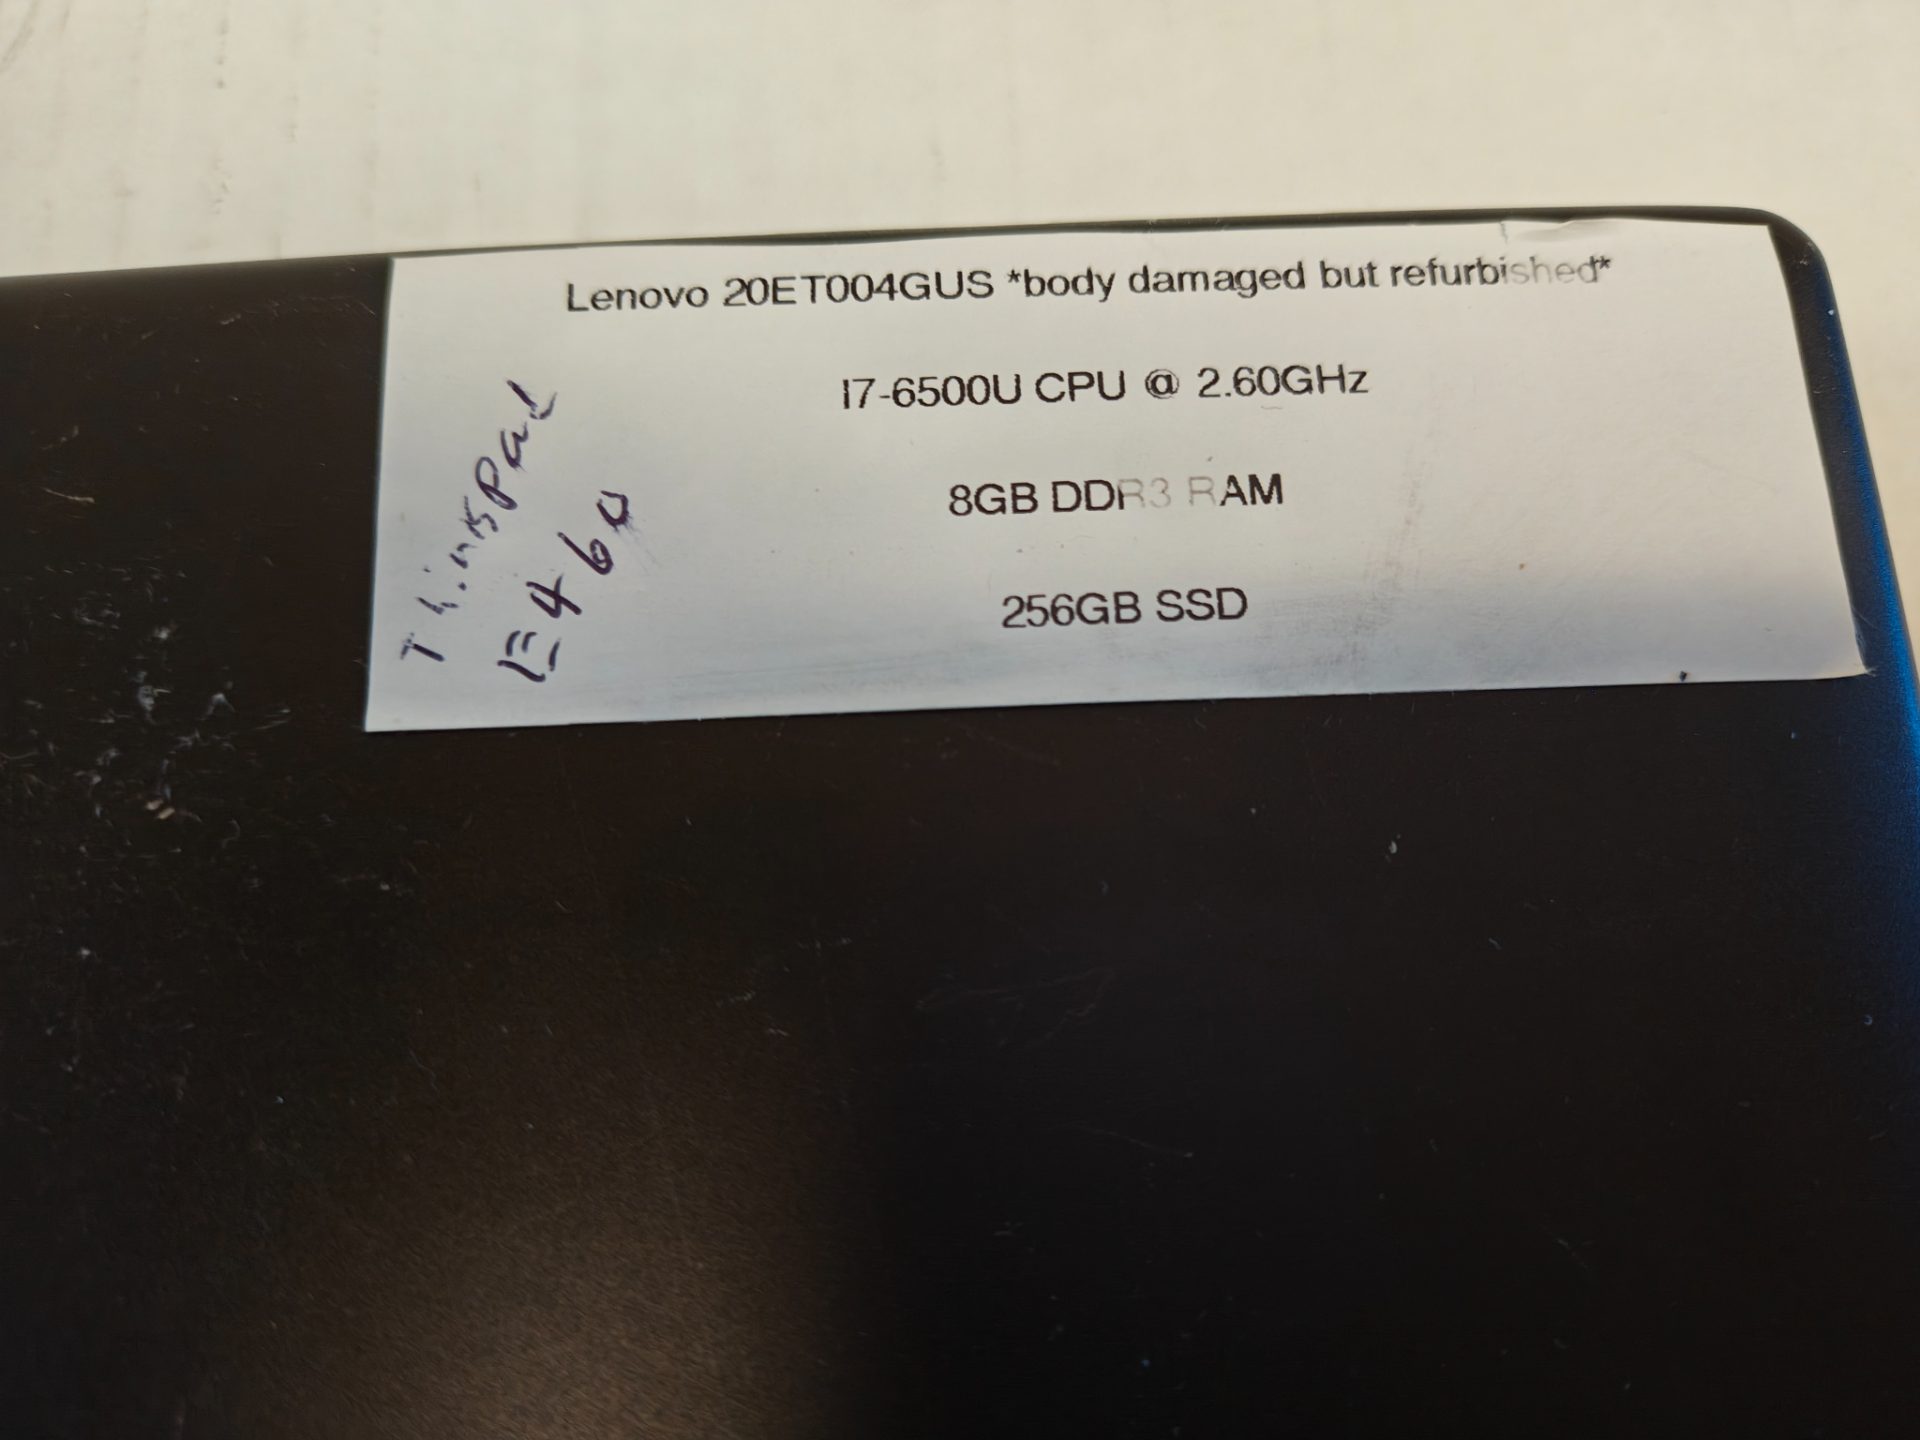 Lenovo 20ET004GUS *body damaged but refurbished*
I7-6500U CPU @ 2.60GHz
8GB DDR3 RAM
256GB SSD
ThinkPad
E460